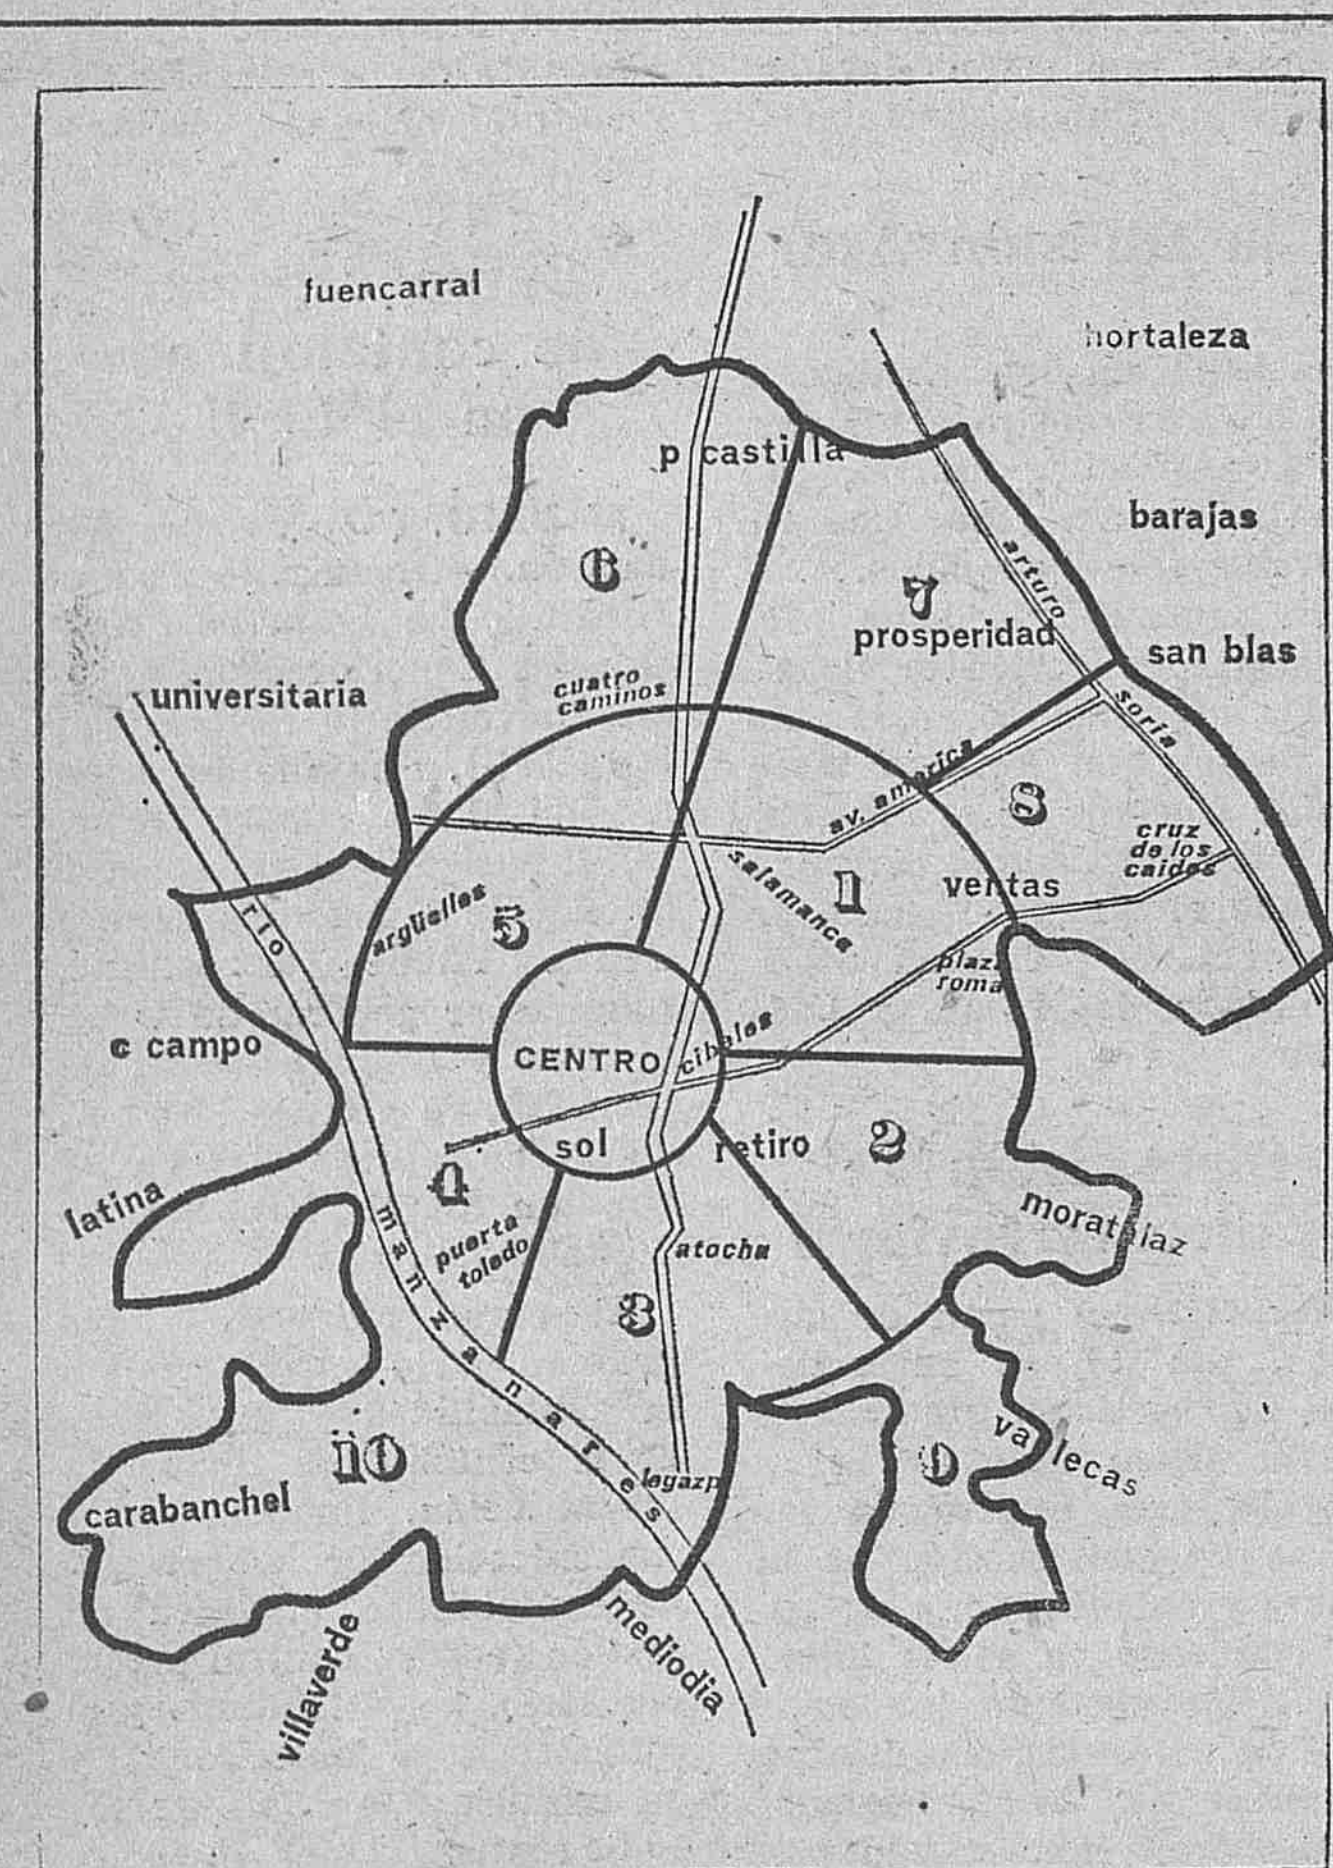 fuencarral
hortaleza
p castilla
barajas
6
arturo
7
prosperidad
san blas
cuatro
caminos
universitaria
soria
av. america
8
salamanca
1
cruz
de los
caidos
ventas
argüelles
5
rio
plaza
roma
c campo
CENTRO
cibeles
sol
retiro
2
4
latina
moratalaz
manzanares
puerta
toledo
atocha
3
vallecas
10
9
legazpi
carabanchel
mediodia
villaverde